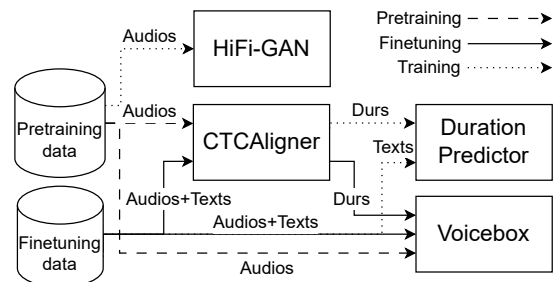 Audios
HiFi-GAN
Pretraining
Finetuning
Training
Pretraining
data
Audios
CTCAligner
Durs
Duration
Predictor
Texts
Audios+Texts
Durs
Finetuning
data
Audios+Texts
Voicebox
Audios